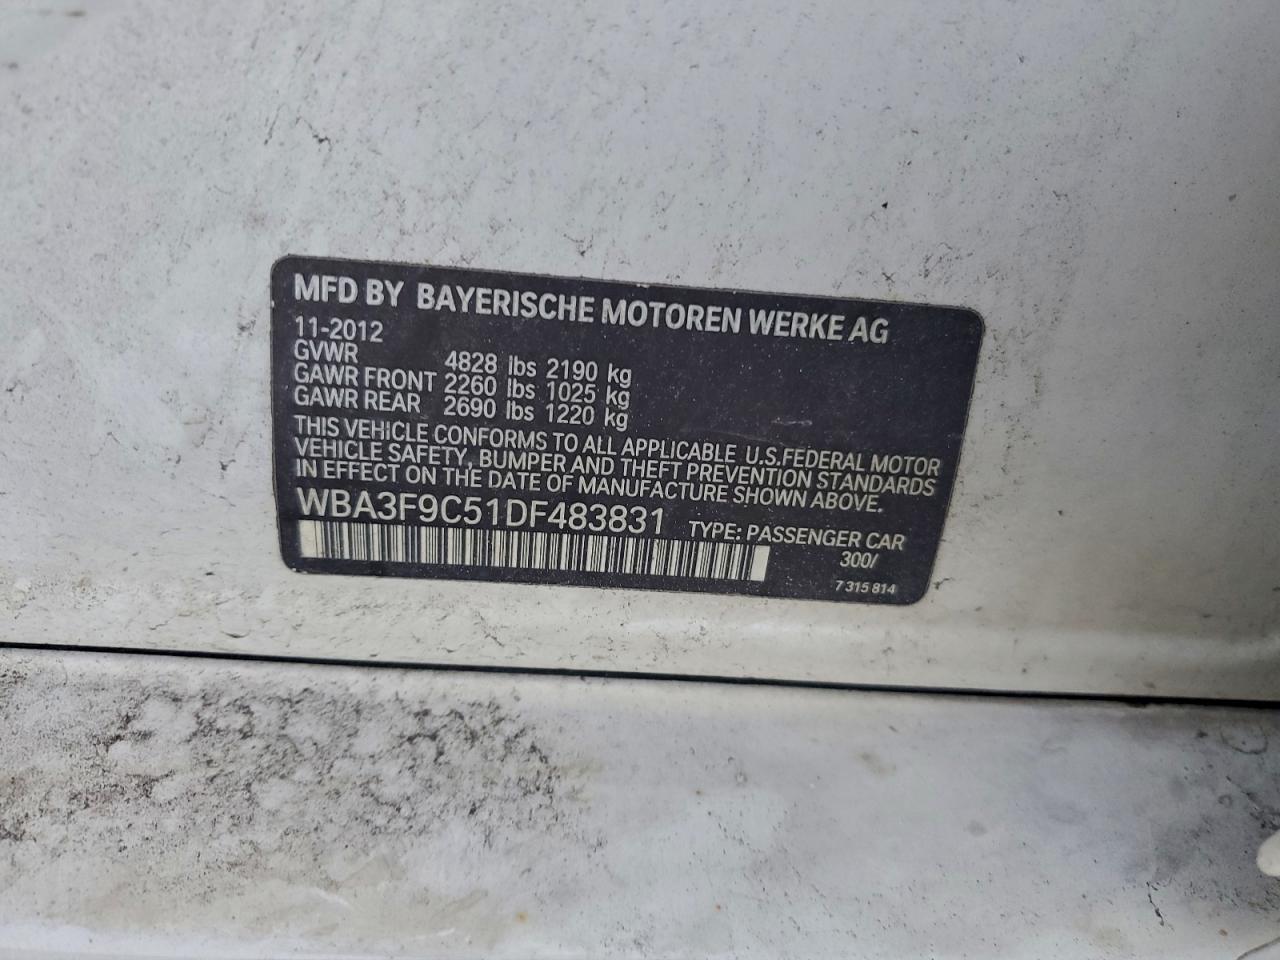 MFD BY BAYERISCHE MOTOREN WERKE AG
11-2012
GVWR 4828 lbs 2190 kg
GAWR FRONT 2260 lbs 1025 kg
GAWR REAR 2690 lbs 1220 kg
THIS VEHICLE CONFORMS TO ALL APPLICABLE U.S.FEDERAL MOTOR
VEHICLE SAFETY, BUMPER AND THEFT PREVENTION STANDARDS
IN EFFECT ON THE DATE OF MANUFACTURE SHOWN ABOVE.
WBA3F9C51DF483831 TYPE: PASSENGER CAR
300/
7 315 814